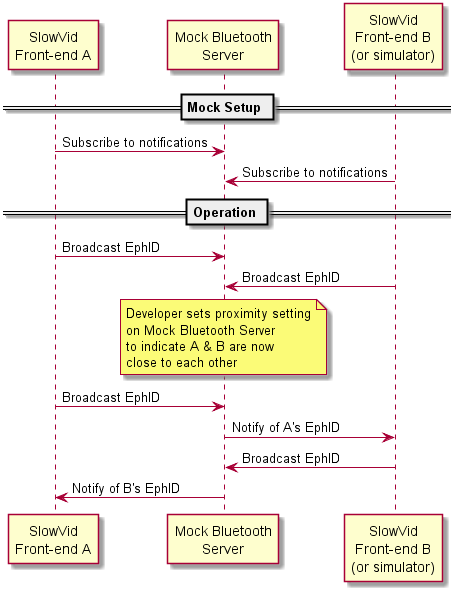 SlowVid
Front-end A
Mock Bluetooth
Server
SlowVid
Front-end B
(or simulator)
Mock Setup
Subscribe to notifications
Subscribe to notifications
Operation
Broadcast EphID
Broadcast EphID
Developer sets proximity setting
on Mock Bluetooth Server
to indicate A & B are now
close to each other
Broadcast EphID
Notify of A's EphID
Broadcast EphID
Notify of B's EphID
SlowVid
Front-end A
Mock Bluetooth
Server
SlowVid
Front-end B
(or simulator)